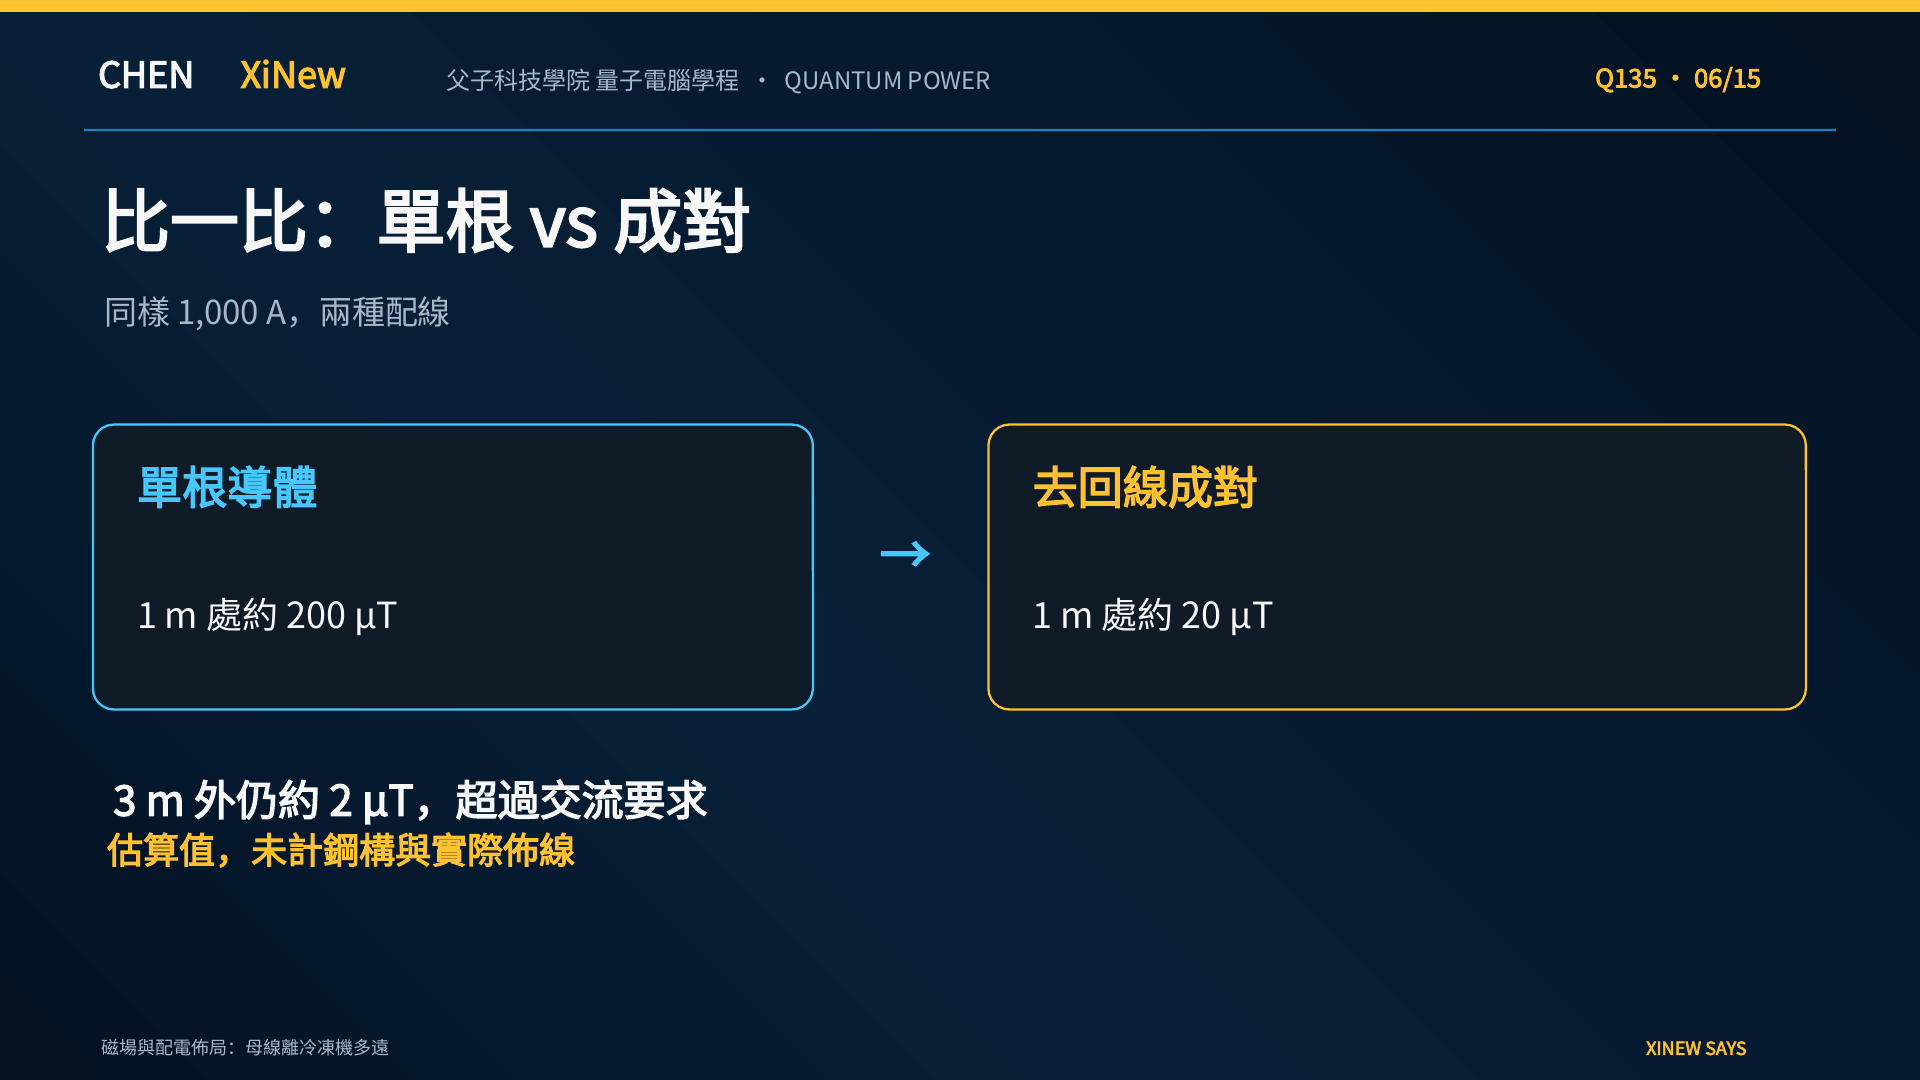 CHEN XiNew 父子科技學院 量子電腦學程 • QUANTUM POWER Q135 • 06/15
比一比：單根 vs 成對
同樣 1,000 A，兩種配線
單根導體
1 m 處約 200 µT
→
去回線成對
1 m 處約 20 µT
3 m 外仍約 2 µT，超過交流要求
估算值，未計鋼構與實際佈線
磁場與配電佈局：母線離冷凍機多遠
XINEW SAYS